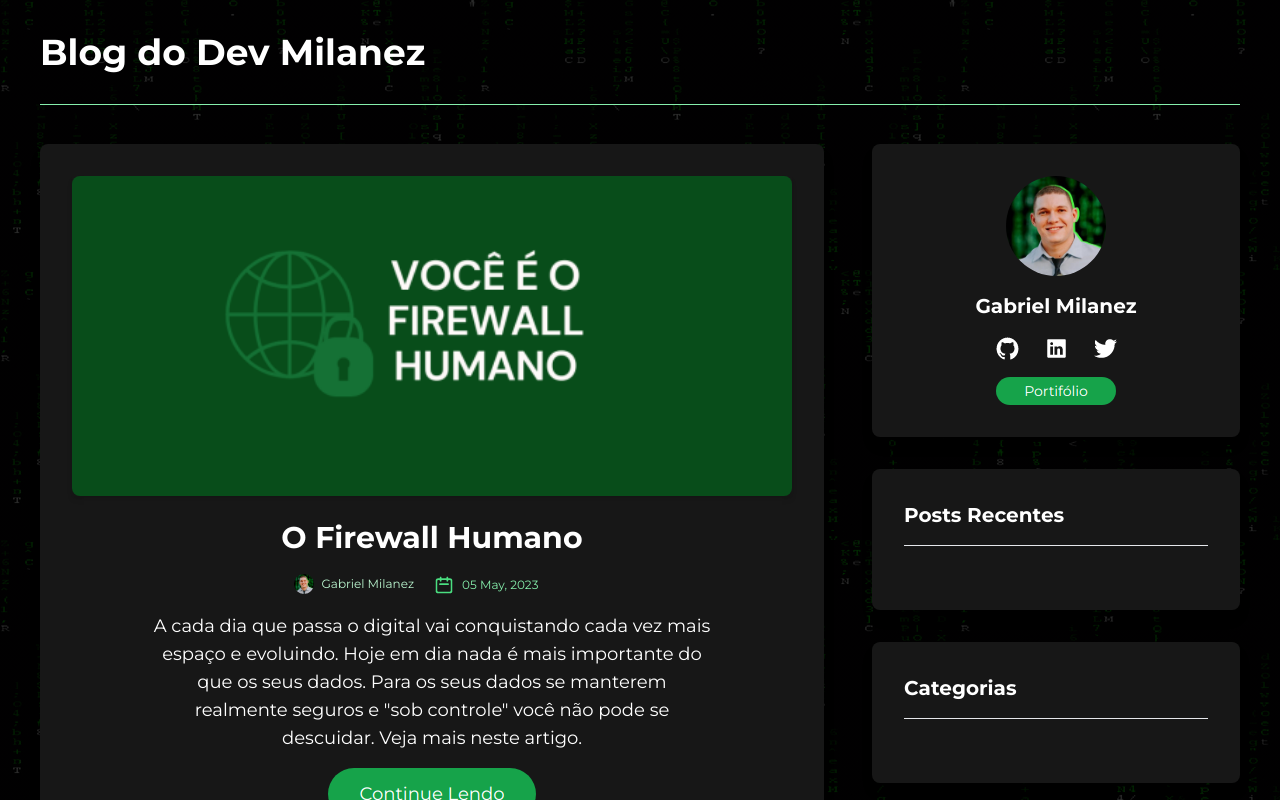 Blog do Dev Milanez
VOCÊ É O
FIREWALL
HUMANO
O Firewall Humano
Gabriel Milanez
05 May, 2023
A cada dia que passa o digital vai conquistando cada vez mais
espaço e evoluindo. Hoje em dia nada é mais importante do
que os seus dados. Para os seus dados se manterem
realmente seguros e "sob controle" você não pode se
descuidar. Veja mais neste artigo.
Continue Lendo
Gabriel Milanez
Portifólio
Posts Recentes
Categorias